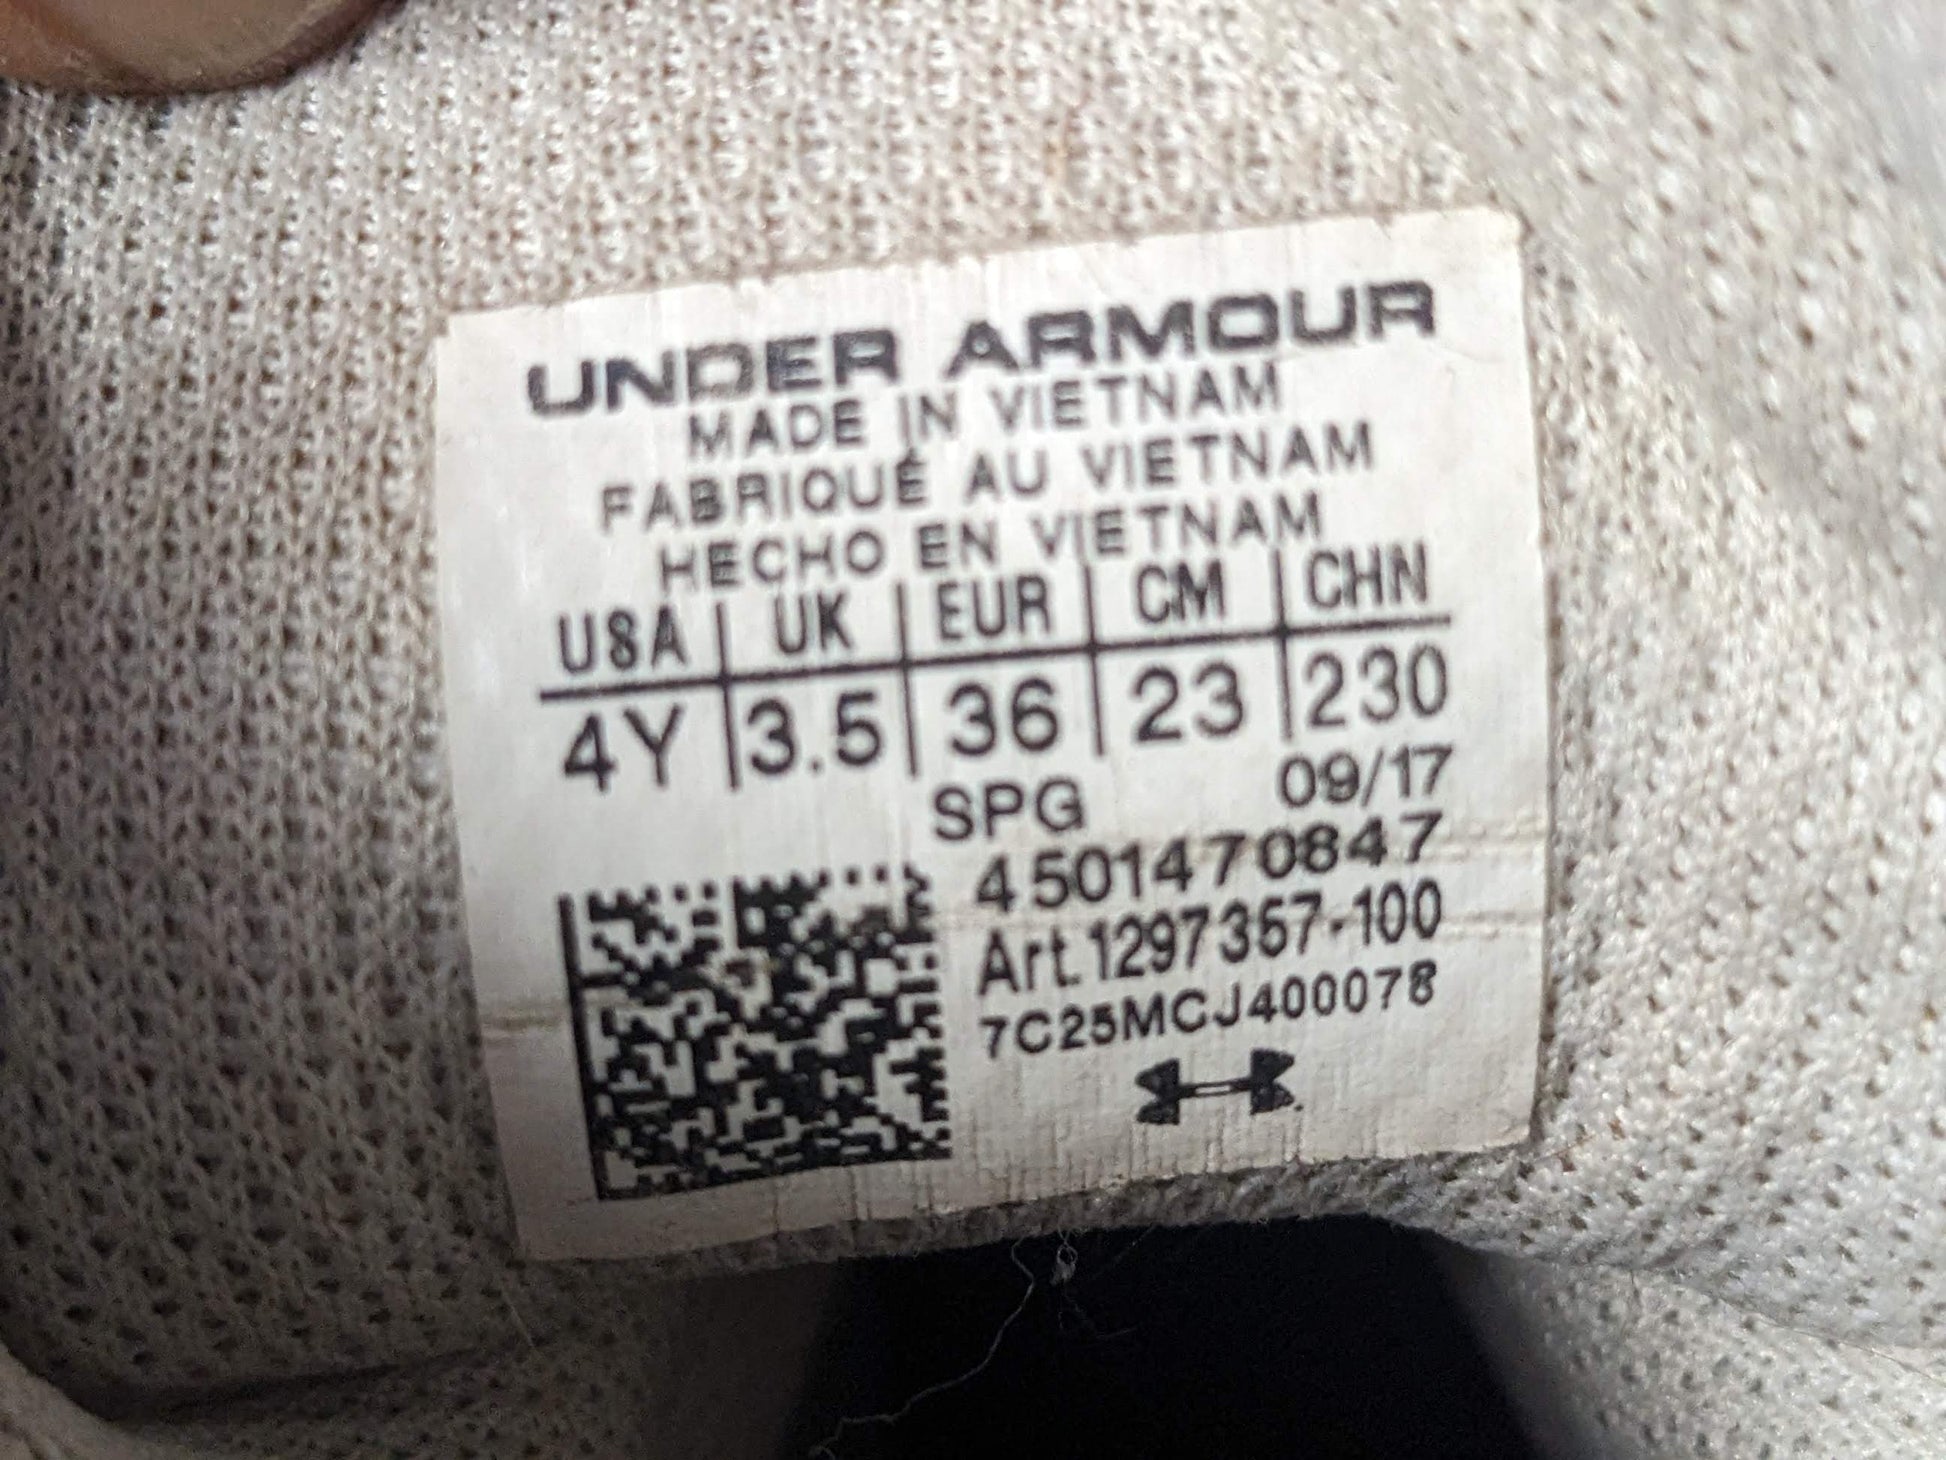 UNDER ARMOUR
MADE IN VIETNAM
FABRIQUÉ AU VIETNAM
HECHO EN VIETNAM
USA UK EUR CM CHN
4Y 3.5 36 23 230
SPG 09/17
4501470847
Art.1297357-100
7C25MCJ400078